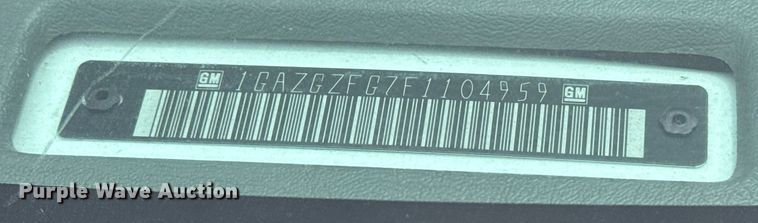 GM 1GAZGZFG7F1104959 GM
Purple Wave Auction